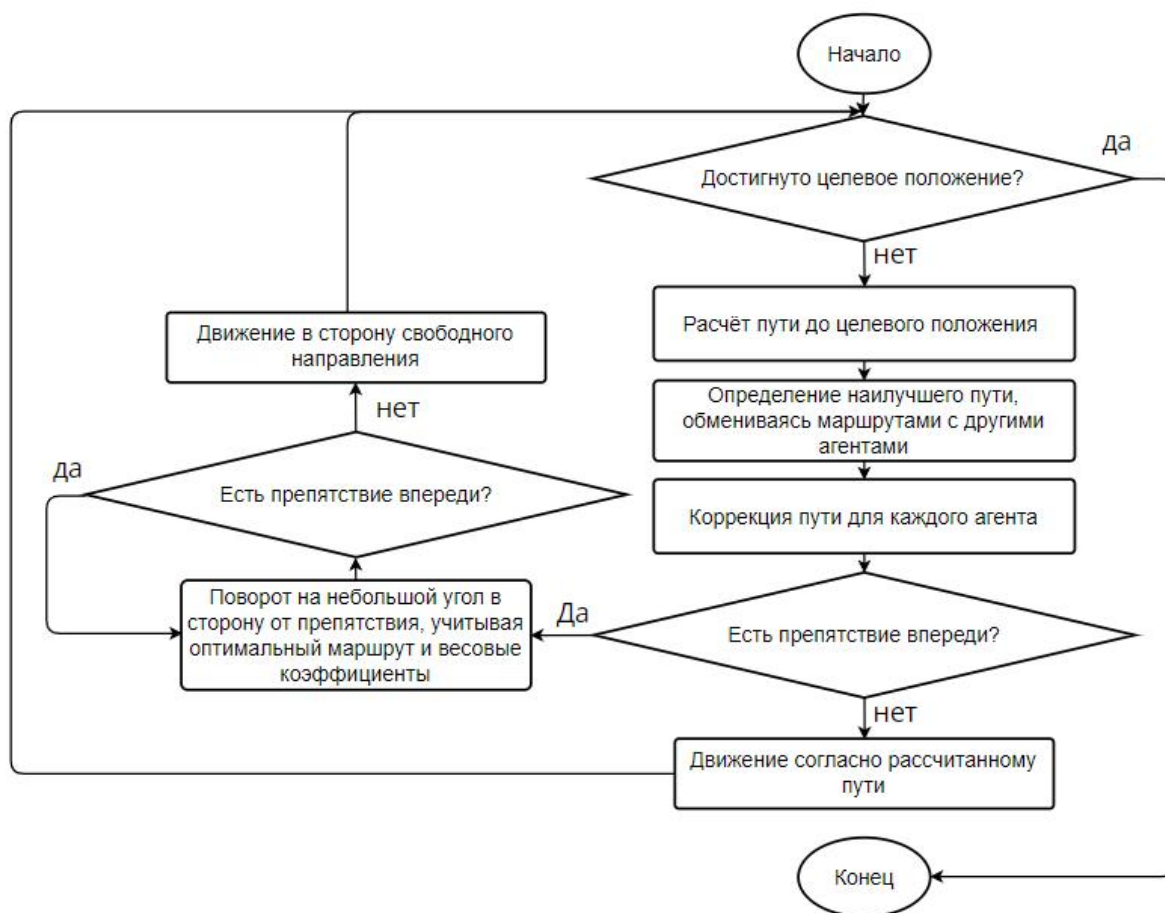 Начало
да
Достигнуто целевое положение?
нет
Расчёт пути до целевого положения
Движение в сторону свободного
направления
Определение наилучшего пути,
обмениваясь маршрутами с другими
агентами
нет
да
Есть препятствие впереди?
Коррекция пути для каждого агента
Поворот на небольшой угол в
сторону от препятствия, учитывая
оптимальный маршрут и весовые
коэффициенты
Да
Есть препятствие впереди?
нет
Движение согласно рассчитанному
пути
Конец